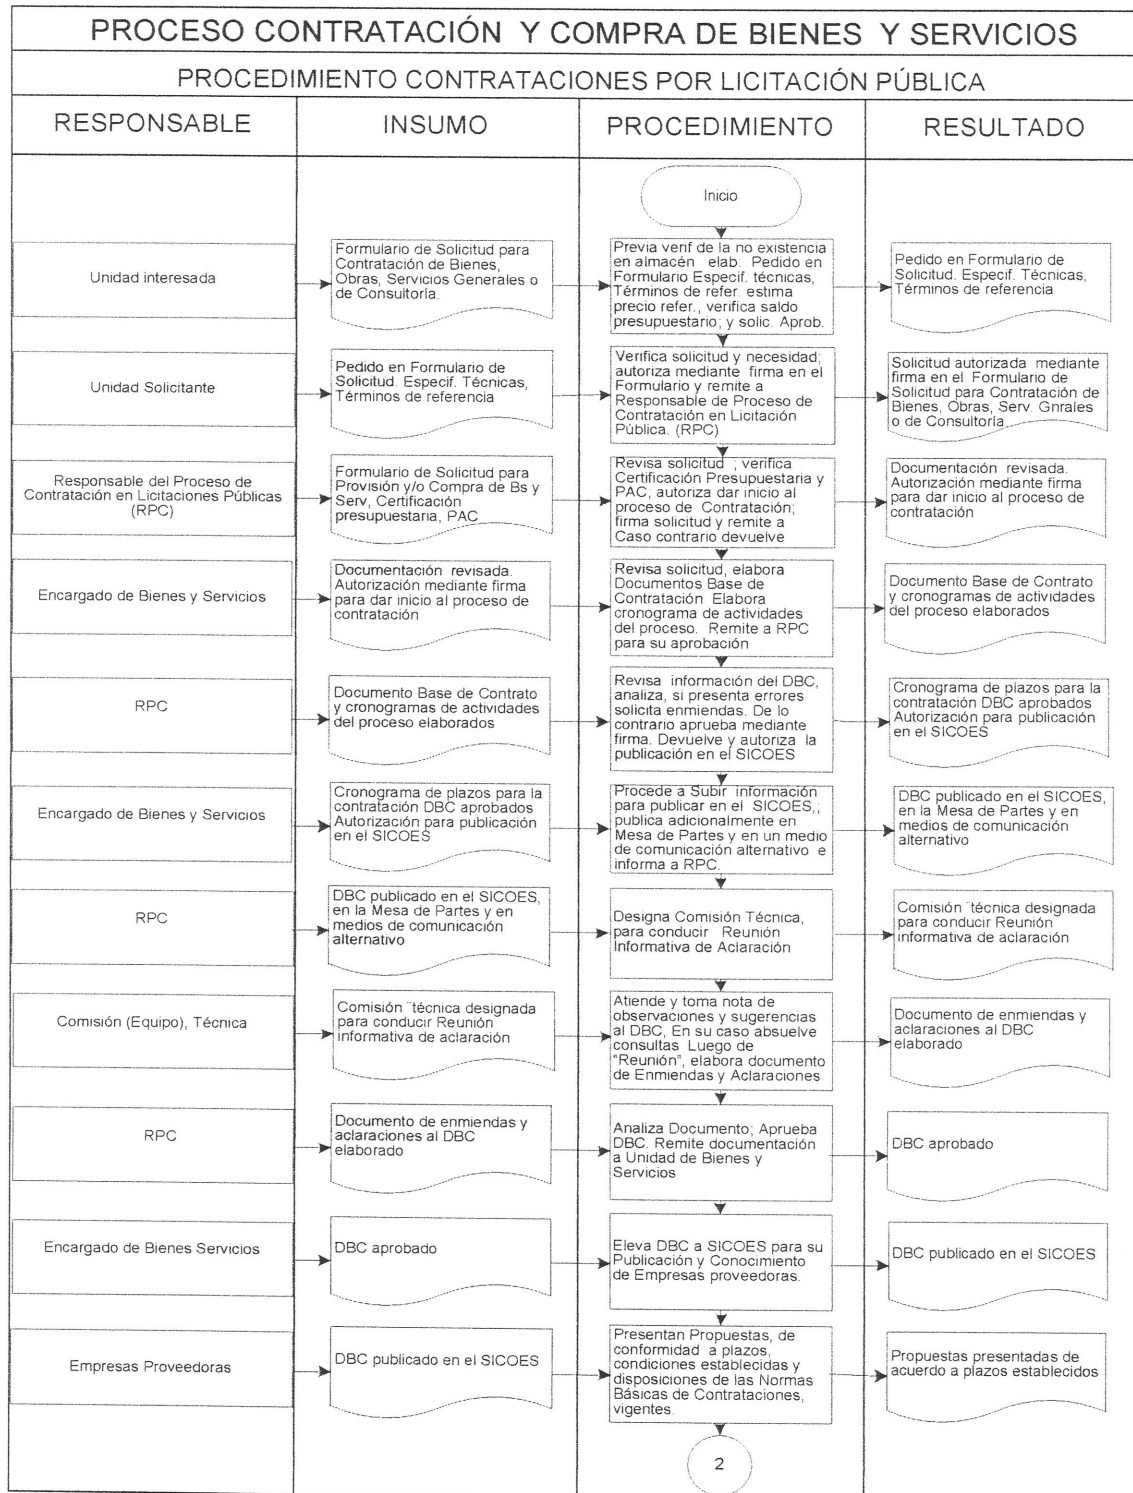 PROCESO CONTRATACIÓN Y COMPRA DE BIENES Y SERVICIOS
PROCEDIMIENTO CONTRATACIONES POR LICITACIÓN PÚBLICA
RESPONSABLE
INSUMO
PROCEDIMIENTO
RESULTADO
Inicio
Unidad interesada
Formulario de Solicitud para
Contratación de Bienes,
Obras, Servicios Generales o
de Consultoría.
Previa verif de la no existencia
en almacén elab: Pedido en
Formulario Especif. técnicas,
Términos de refer. estima
precio refer., verifica saldo
presupuestario; y solic. Aprob.
Pedido en Formulario de
Solicitud. Especif. Técnicas,
Términos de referencia
Unidad Solicitante
Pedido en Formulario de
Solicitud. Especif. Técnicas,
Términos de referencia
Verifica solicitud y necesidad;
autoriza mediante firma en el
Formulario y remite a
Responsable de Proceso de
Contratación en Licitación
Pública. (RPC)
Solicitud autorizada mediante
firma en el Formulario de
Solicitud para Contratación de
Bienes, Obras, Serv. Gnrales
o de Consultoría.
Responsable del Proceso de
Contratación en Licitaciones Públicas
(RPC)
Formulario de Solicitud para
Provisión y/o Compra de Bs y
Serv, Certificación
presupuestaria, PAC
Revisa solicitud ; verifica
Certificación Presupuestaria y
PAC; autoriza dar inicio al
proceso de Contratación;
firma solicitud y remite a
Caso contrario devuelve
Documentación revisada.
Autorización mediante firma
para dar inicio al proceso de
contratación
Encargado de Bienes y Servicios
Documentación revisada.
Autorización mediante firma
para dar inicio al proceso de
contratación
Revisa solicitud, elabora
Documentos Base de
Contratación Elabora
cronograma de actividades
del proceso. Remite a RPC
para su aprobación
Documento Base de Contrato
y cronogramas de actividades
del proceso elaborados
RPC
Documento Base de Contrato
y cronogramas de actividades
del proceso elaborados
Revisa información del DBC,
analiza, si presenta errores
solicita enmiendas. De lo
contrario aprueba mediante
firma. Devuelve y autoriza la
publicación en el SICOES
Cronograma de plazos para la
contratación DBC aprobados
Autorización para publicación
en el SICOES
Encargado de Bienes y Servicios
Cronograma de plazos para la
contratación DBC aprobados
Autorización para publicación
en el SICOES
Procede a Subir información
para publicar en el SICOES,;
publica adicionalmente en
Mesa de Partes y en un medio
de comunicación alternativo e
informa a RPC.
DBC publicado en el SICOES,
en la Mesa de Partes y en
medios de comunicación
alternativo
RPC
DBC publicado en el SICOES,
en la Mesa de Partes y en
medios de comunicación
alternativo
Designa Comisión Técnica,
para conducir Reunión
Informativa de Aclaración
Comisión ¨técnica designada
para conducir Reunión
informativa de aclaración
Comisión (Equipo), Técnica
Comisión ¨técnica designada
para conducir Reunión
informativa de aclaración
Atiende y toma nota de
observaciones y sugerencias
al DBC, En su caso absuelve
consultas Luego de
"Reunión", elabora documento
de Enmiendas y Aclaraciones
Documento de enmiendas y
aclaraciones al DBC
elaborado
RPC
Documento de enmiendas y
aclaraciones al DBC
elaborado
Analiza Documento; Aprueba
DBC. Remite documentación
a Unidad de Bienes y
Servicios
DBC aprobado
Encargado de Bienes Servicios
DBC aprobado
Eleva DBC a SICOES para su
Publicación y Conocimiento
de Empresas proveedoras.
DBC publicado en el SICOES
Empresas Proveedoras
DBC publicado en el SICOES
Presentan Propuestas, de
conformidad a plazos,
condiciones establecidas y
disposiciones de las Normas
Básicas de Contrataciones,
vigentes.
Propuestas presentadas de
acuerdo a plazos establecidos
2